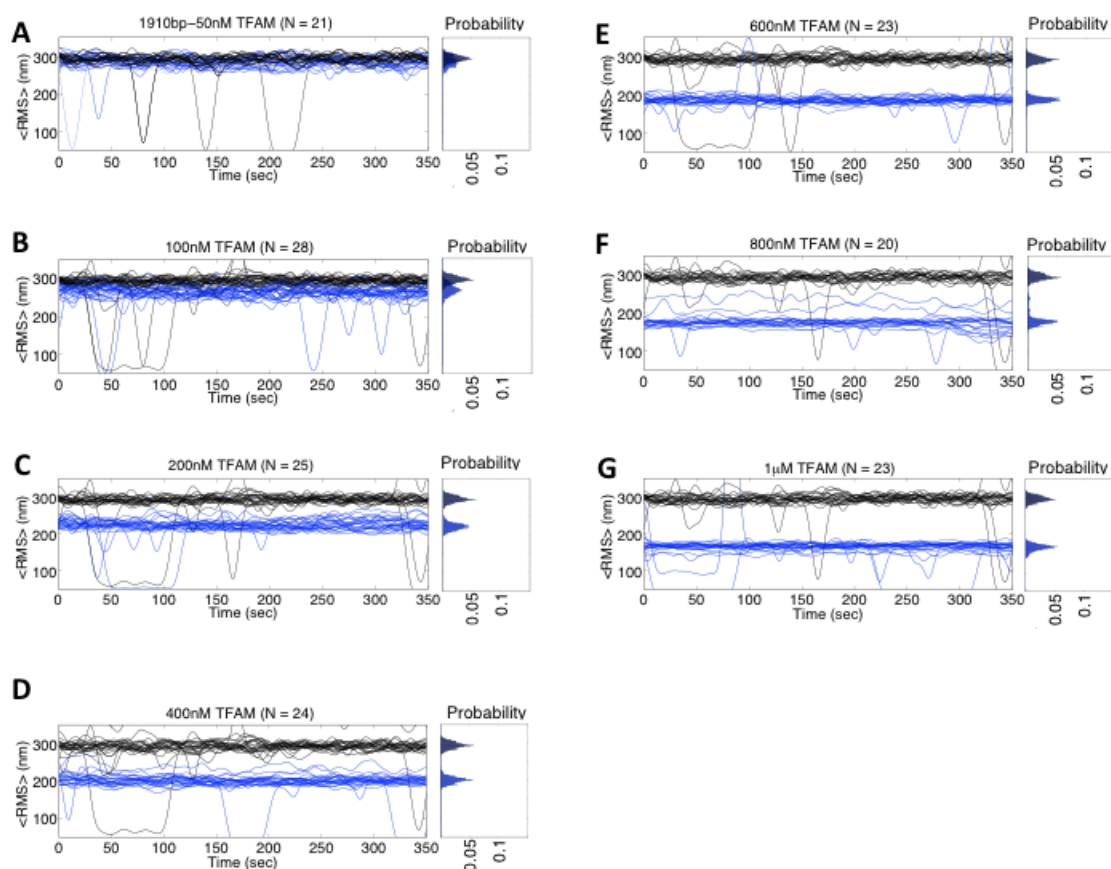 A
1910bp−50nM TFAM (N = 21)
Probability
<RMS> (nm)
300
200
100
0 50 100 150 200 250 300 350
Time (sec)
0.05
0.1
B
100nM TFAM (N = 28)
Probability
<RMS> (nm)
300
200
100
0 50 100 150 200 250 300 350
Time (sec)
0.05
0.1
C
200nM TFAM (N = 25)
Probability
<RMS> (nm)
300
200
100
0 50 100 150 200 250 300 350
Time (sec)
0.05
0.1
D
400nM TFAM (N = 24)
Probability
<RMS> (nm)
300
200
100
0 50 100 150 200 250 300 350
Time (sec)
0.05
0.1
E
600nM TFAM (N = 23)
Probability
<RMS> (nm)
300
200
100
0 50 100 150 200 250 300 350
Time (sec)
0.05
0.1
F
800nM TFAM (N = 20)
Probability
<RMS> (nm)
300
200
100
0 50 100 150 200 250 300 350
Time (sec)
0.05
0.1
G
1μM TFAM (N = 23)
Probability
<RMS> (nm)
300
200
100
0 50 100 150 200 250 300 350
Time (sec)
0.05
0.1